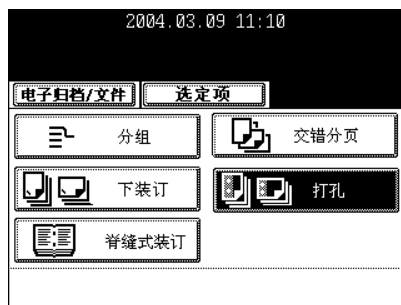 2004.03.09 11:10
电子归档/文件 选定项
分组 交错分页
下装订 打孔
脊缝式装订